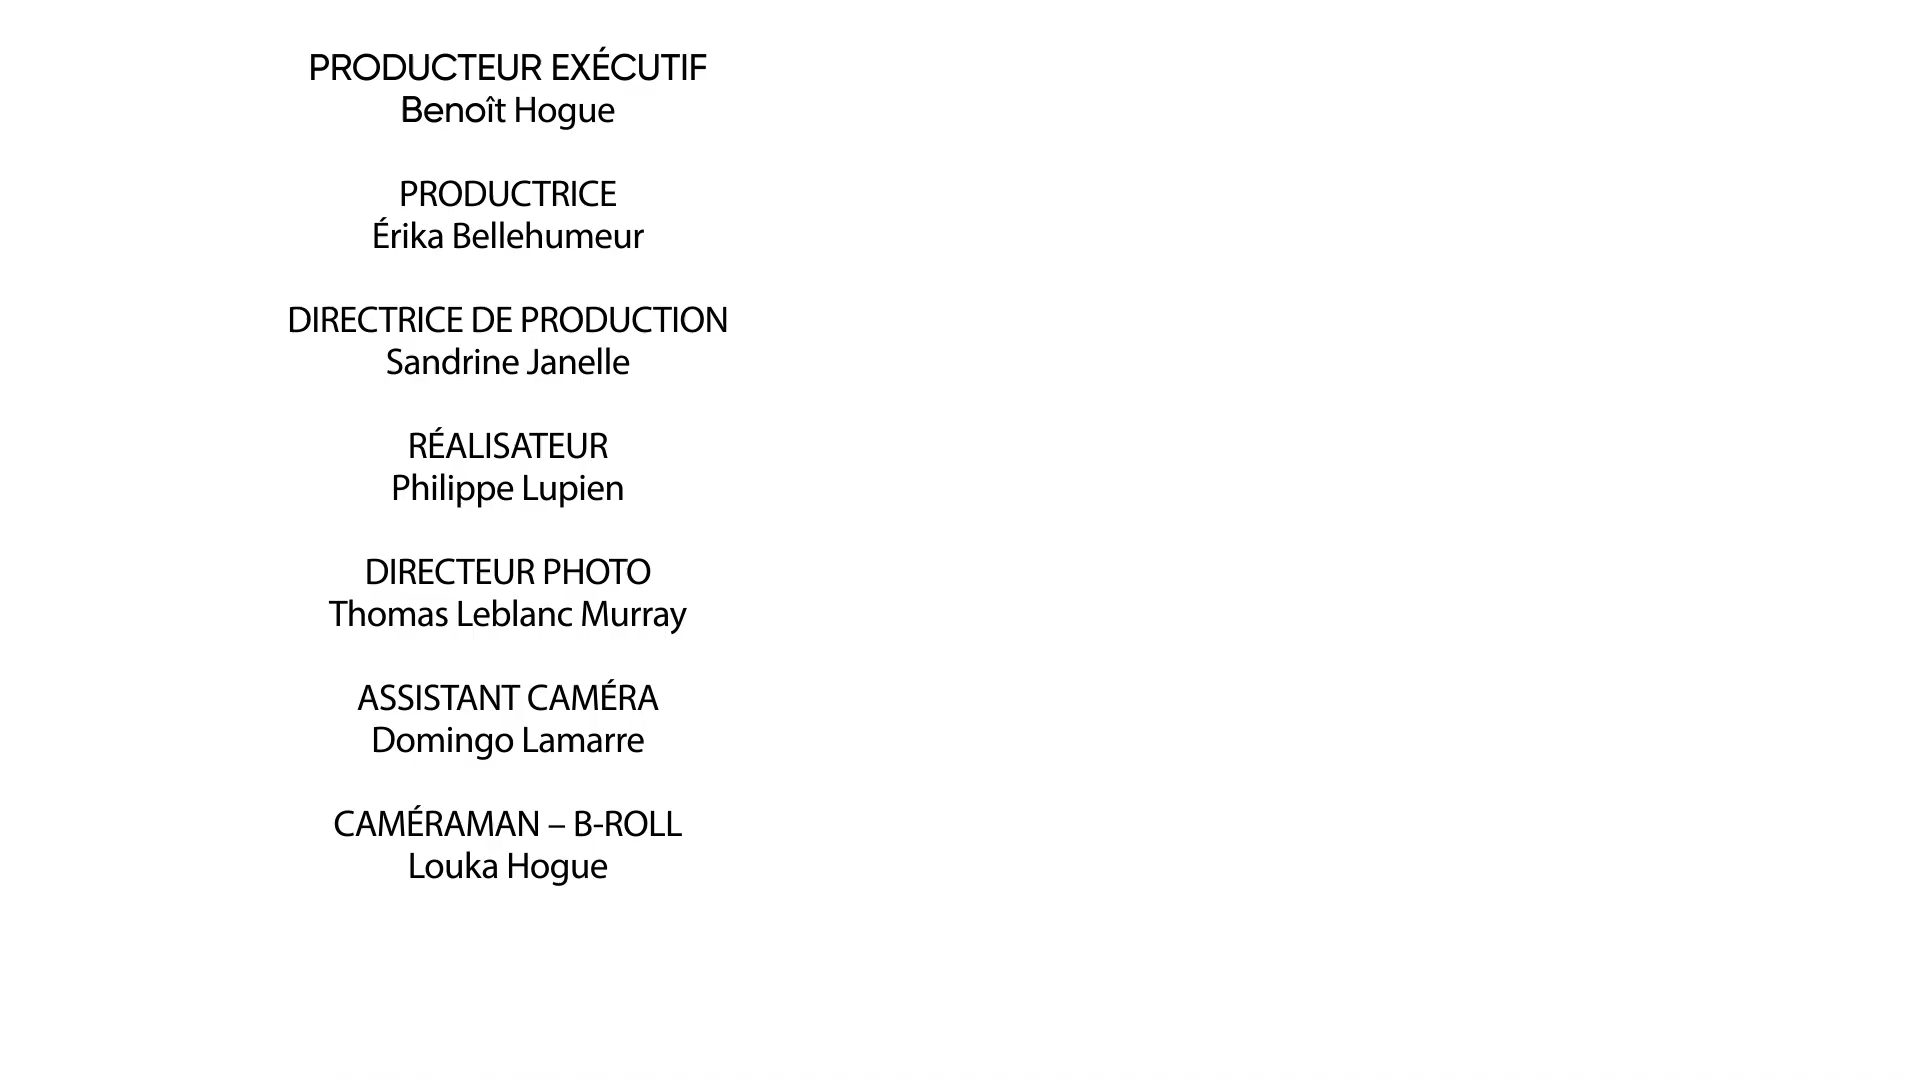 PRODUCTEUR EXÉCUTIF
Benoît Hogue
PRODUCTRICE
Érika Bellehumeur
DIRECTRICE DE PRODUCTION
Sandrine Janelle
RÉALISATEUR
Philippe Lupien
DIRECTEUR PHOTO
Thomas Leblanc Murray
ASSISTANT CAMÉRA
Domingo Lamarre
CAMÉRAMAN – B-ROLL
Louka Hogue